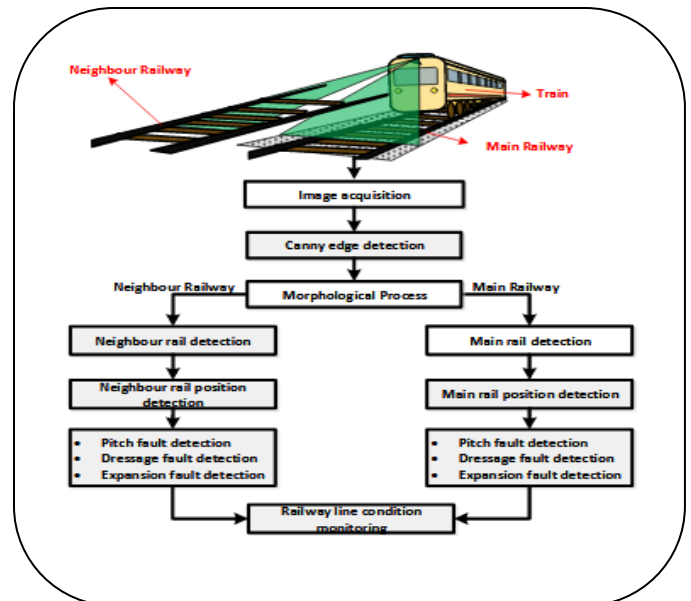 Neighbour Railway
Train
Main Railway
Image acquisition
Canny edge detection
Neighbour Railway
Morphological Process
Main Railway
Neighbour rail detection
Main rail detection
Neighbour rail position
detection
Main rail position detection
• Pitch fault detection
• Dressage fault detection
• Expansion fault detection
• Pitch fault detection
• Dressage fault detection
• Expansion fault detection
Railway line condition
monitoring